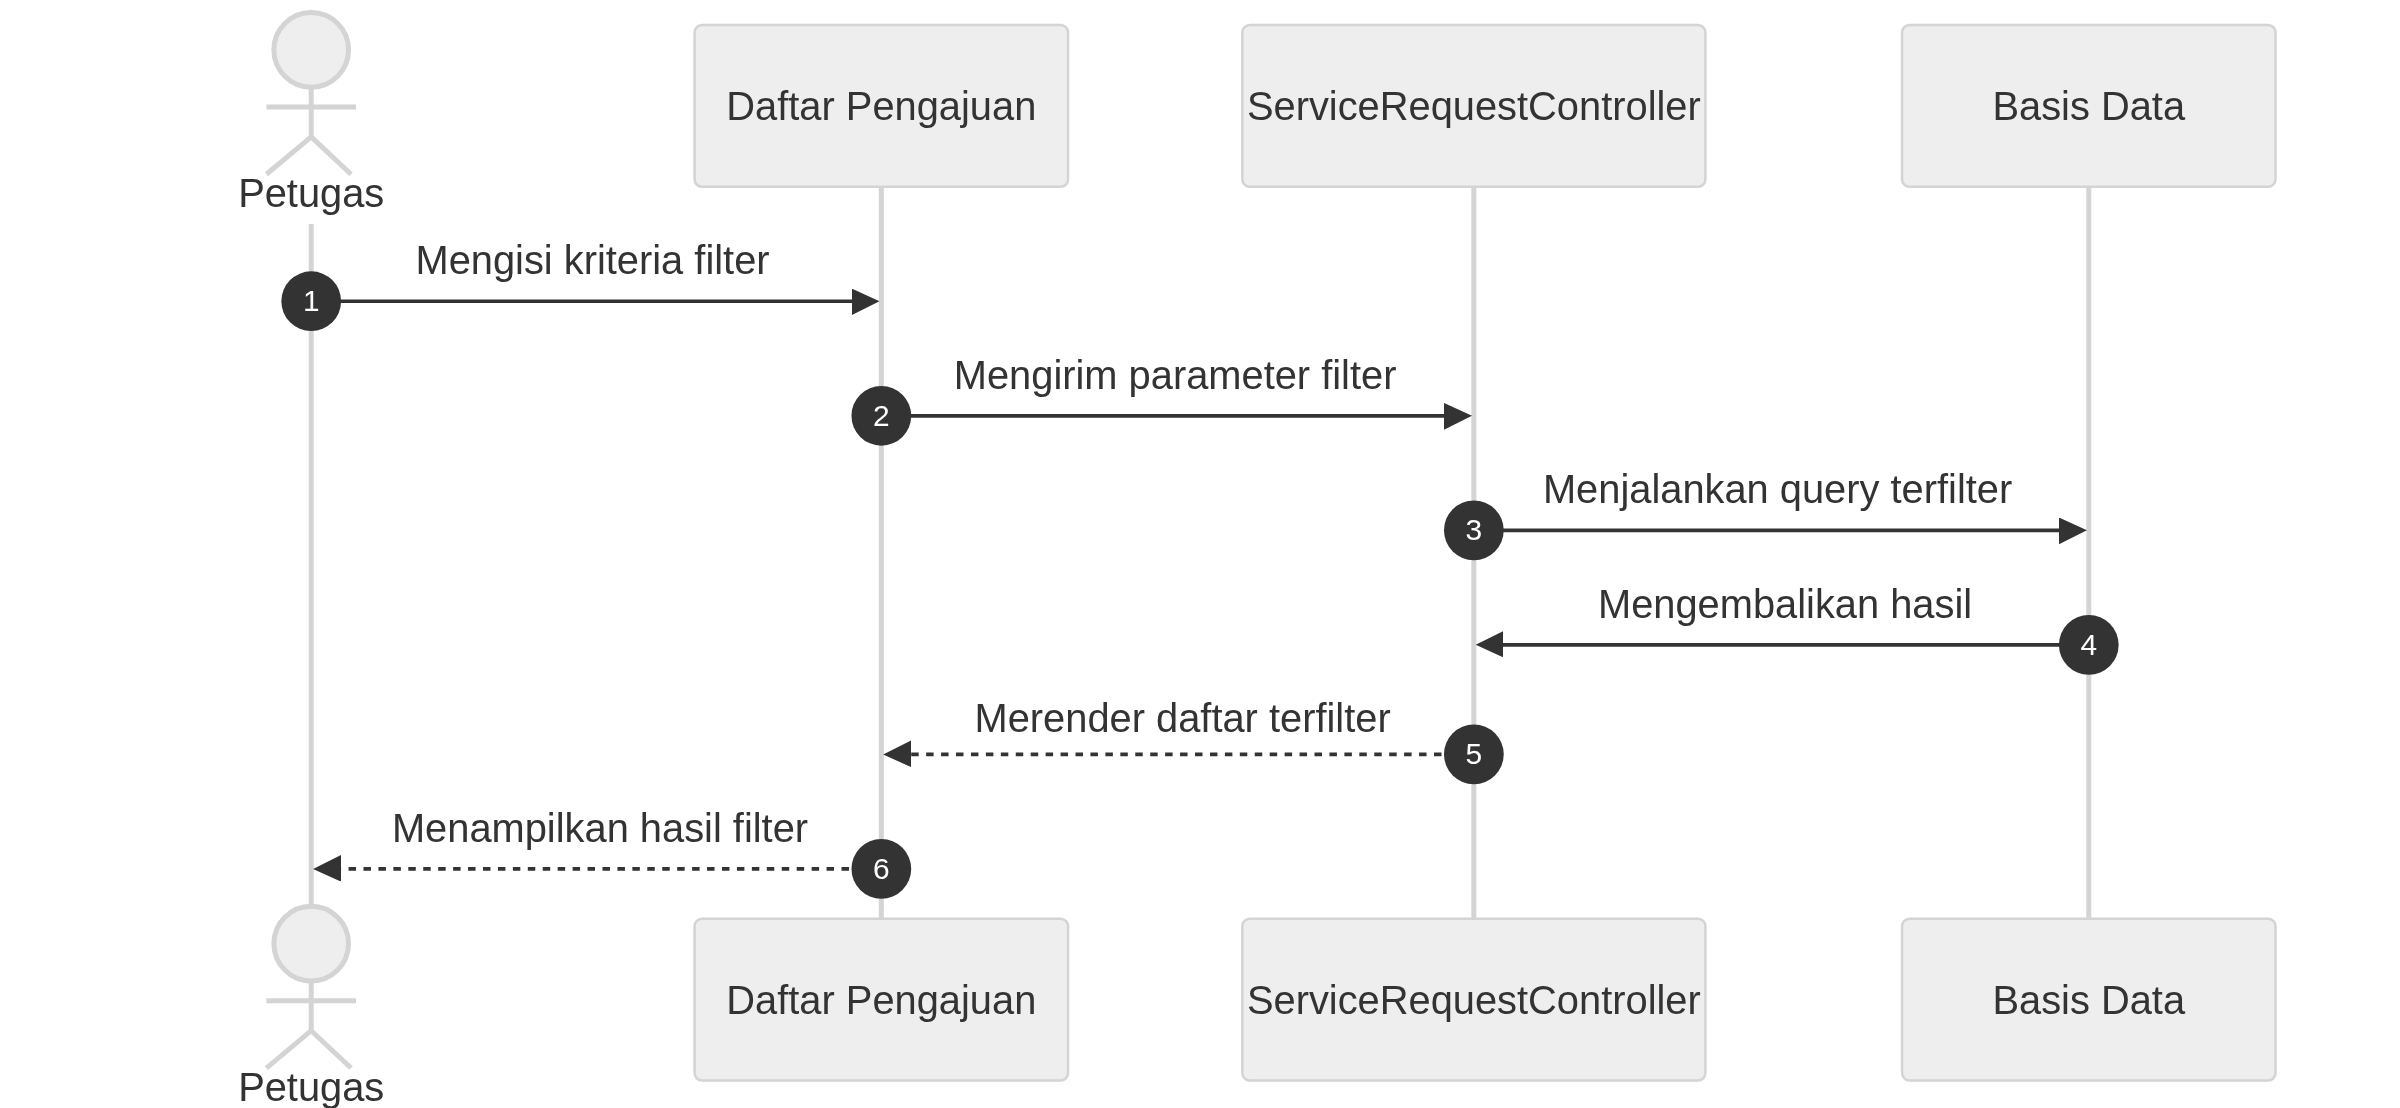 Petugas
Daftar Pengajuan
ServiceRequestController
Basis Data
Mengisi kriteria filter
1
Mengirim parameter filter
2
Menjalankan query terfilter
3
Mengembalikan hasil
4
Merender daftar terfilter
5
Menampilkan hasil filter
6
Petugas
Daftar Pengajuan
ServiceRequestController
Basis Data